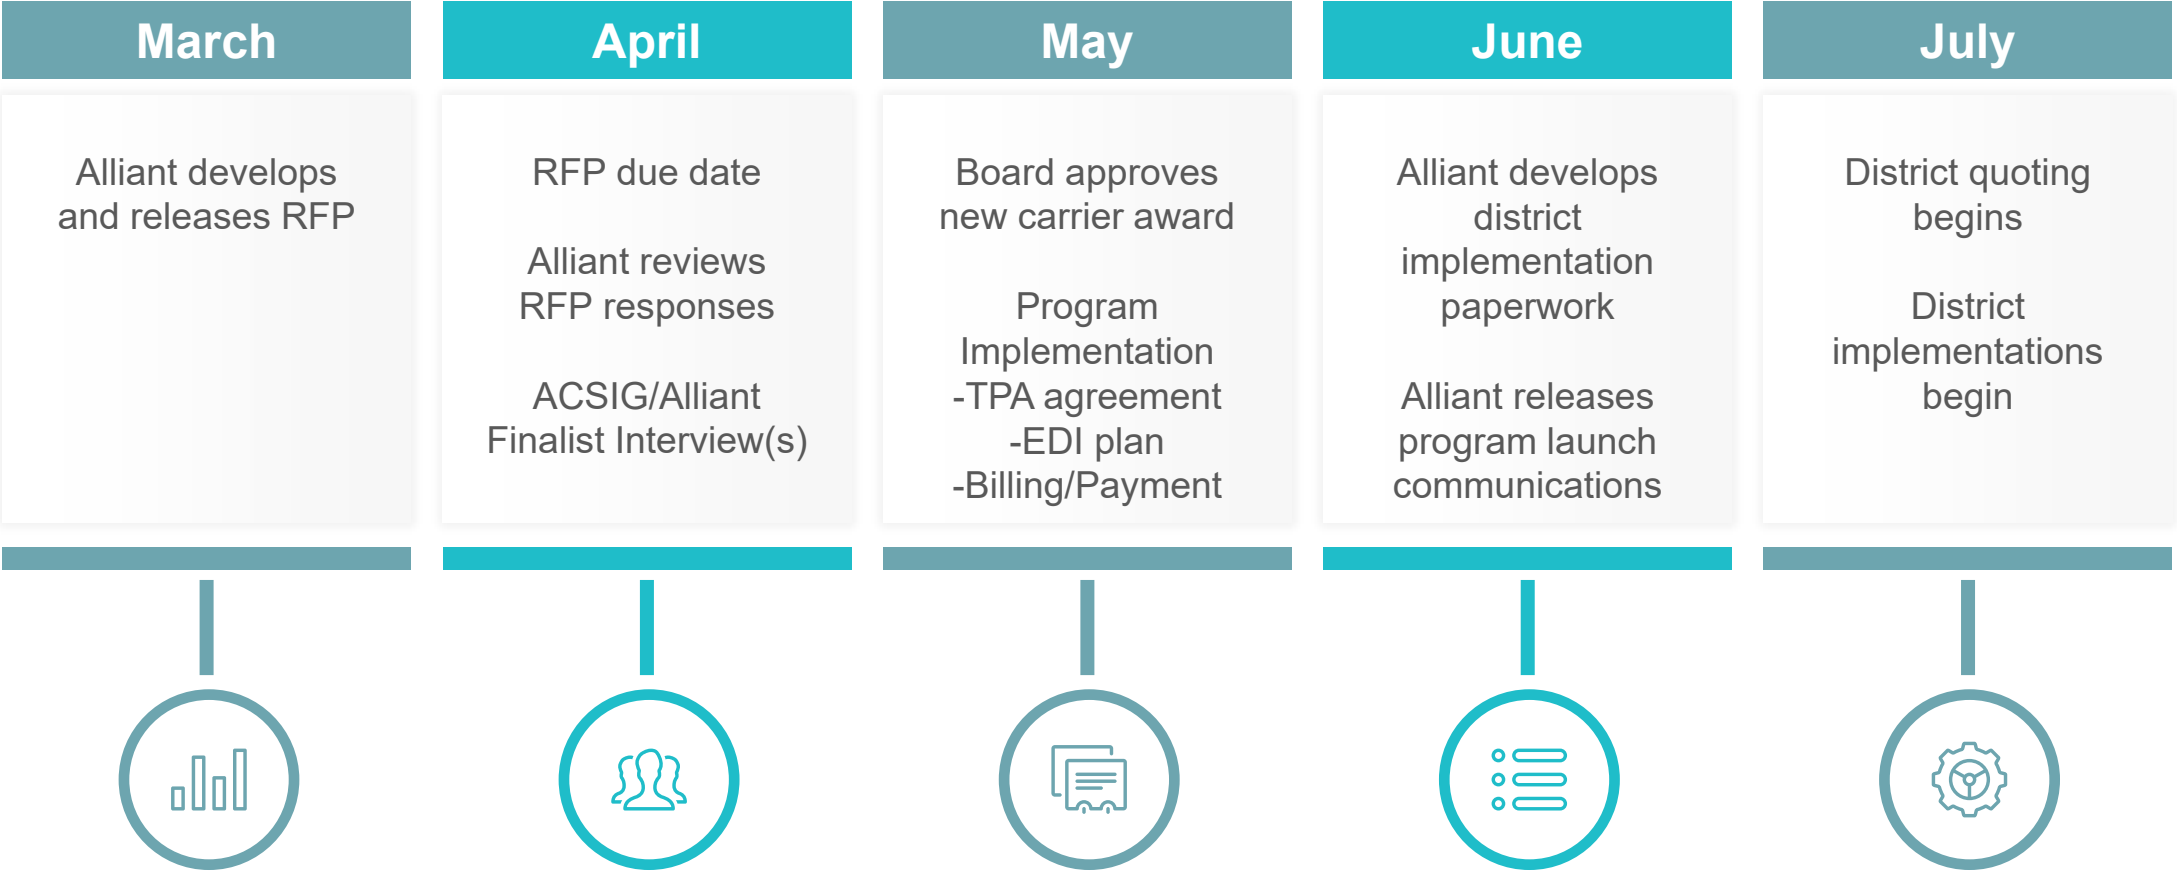 March
Alliant develops
and releases RFP
April
RFP due date
Alliant reviews
RFP responses
ACSIG/Alliant
Finalist Interview(s)
May
Board approves
new carrier award
Program
Implementation
-TPA agreement
-EDI plan
-Billing/Payment
June
Alliant develops
district
implementation
paperwork
Alliant releases
program launch
communications
July
District quoting
begins
District
implementations
begin